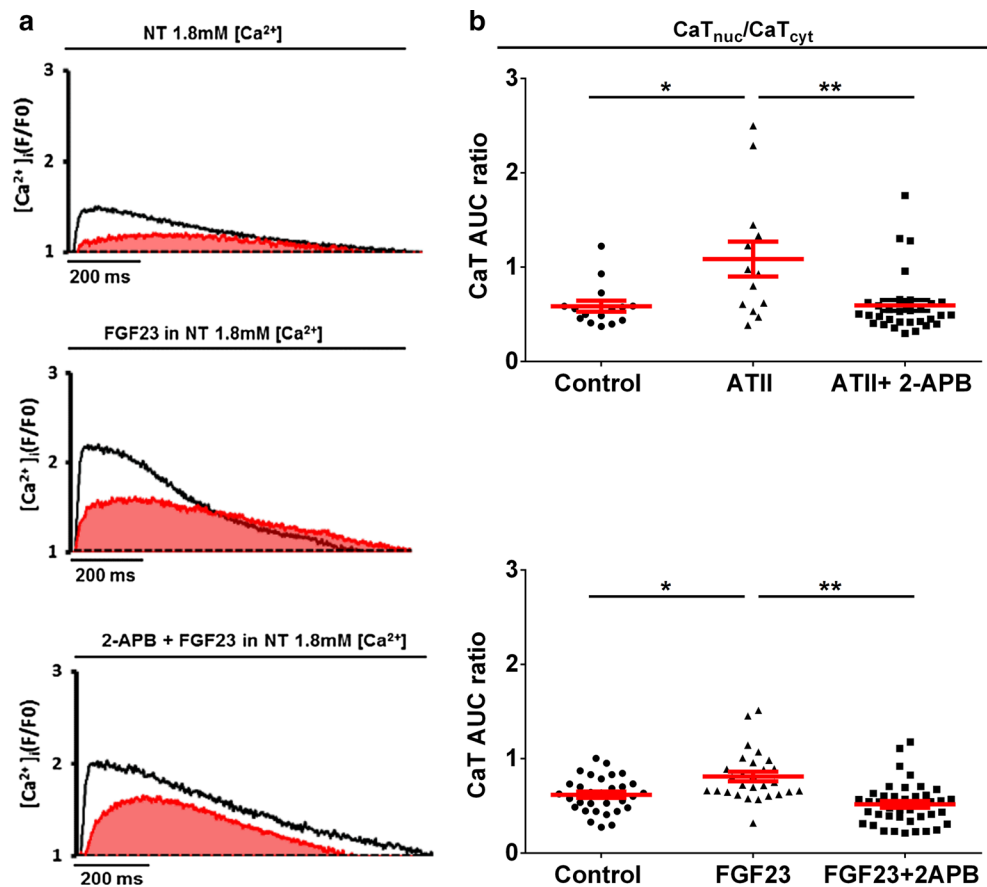 a
NT 1.8mM [Ca²⁺]
3
2
1
[Ca²⁺]ᵢ(F/F0)
200 ms
FGF23 in NT 1.8mM [Ca²⁺]
3
2
1
[Ca²⁺]ᵢ(F/F0)
200 ms
2-APB + FGF23 in NT 1.8mM [Ca²⁺]
3
2
1
[Ca²⁺]ᵢ(F/F0)
200 ms
b
CaTnuc/CaTcyt
3
2
1
0
CaT AUC ratio
* **
Control ATII ATII+ 2-APB
3
2
1
0
CaT AUC ratio
* **
Control FGF23 FGF23+2APB